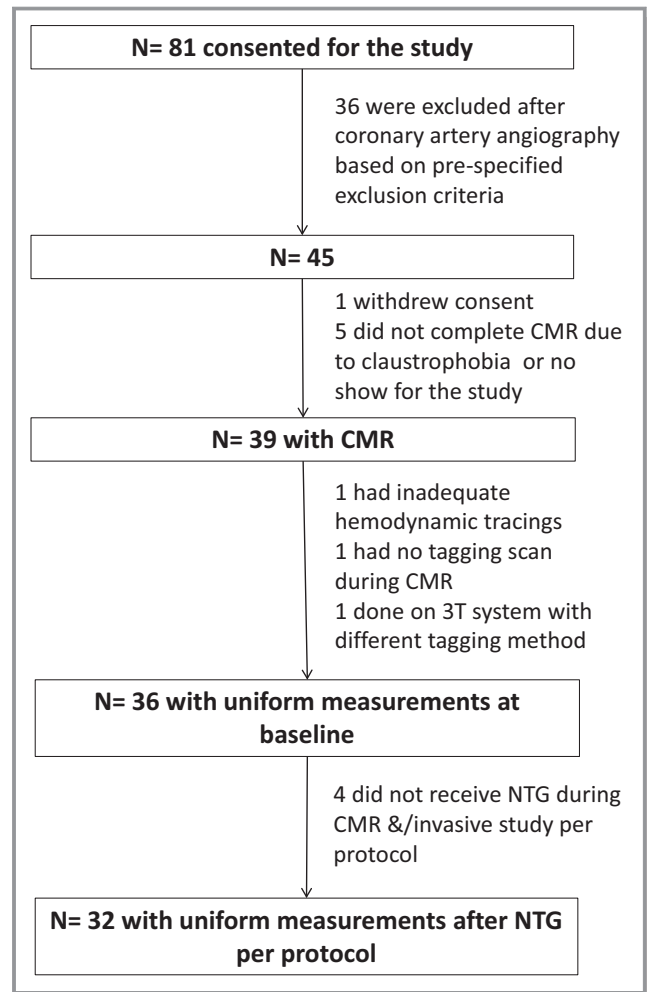 N= 81 consented for the study
36 were excluded after
coronary artery angiography
based on pre-specified
exclusion criteria
N= 45
1 withdrew consent
5 did not complete CMR due
to claustrophobia or no
show for the study
N= 39 with CMR
1 had inadequate
hemodynamic tracings
1 had no tagging scan
during CMR
1 done on 3T system with
different tagging method
N= 36 with uniform measurements at
baseline
4 did not receive NTG during
CMR &/invasive study per
protocol
N= 32 with uniform measurements after NTG
per protocol